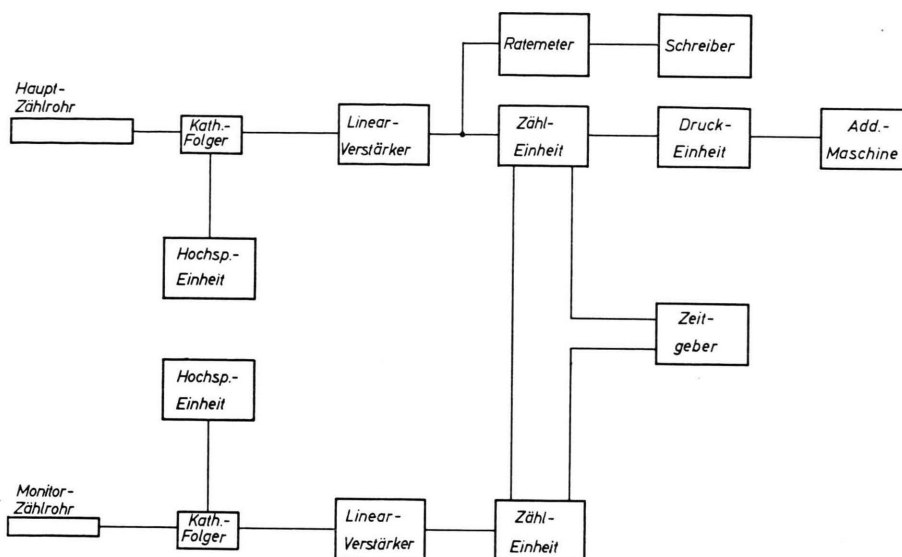 Ratemeter
Schreiber
Haupt-
Zählrohr
Kath.-
Folger
Linear-
Verstärker
Zähl-
Einheit
Druck-
Einheit
Add.-
Maschine
Hochsp.-
Einheit
Zeit-
geber
Hochsp.-
Einheit
Monitor-
Zählrohr
Kath.-
Folger
Linear-
Verstärker
Zähl-
Einheit